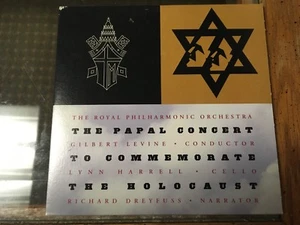 THE ROYAL PHILHARMONIC ORCHESTRA
THE PAPAL CONCERT
GILBERT LEVINE · CONDUCTOR
TO COMMEMORATE
LYNN HARRELL · CELLO
THE HOLOCAUST
RICHARD DREYFUSS · NARRATOR